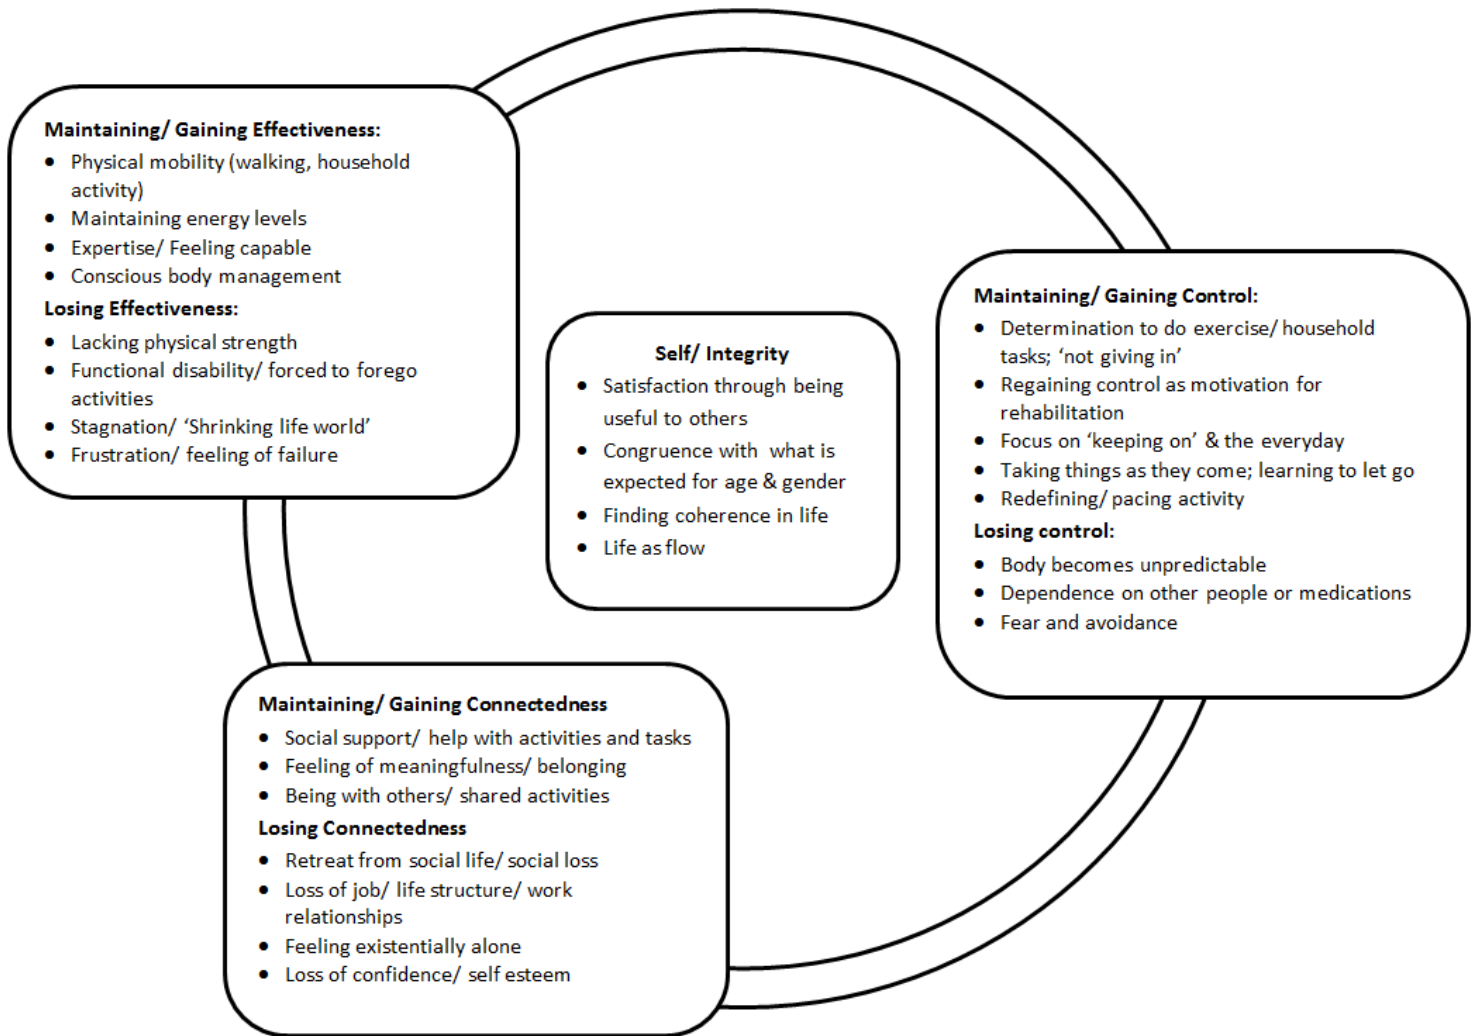 Maintaining/ Gaining Effectiveness:
• Physical mobility (walking, household
activity)
• Maintaining energy levels
• Expertise/ Feeling capable
• Conscious body management
Losing Effectiveness:
• Lacking physical strength
• Functional disability/ forced to forego
activities
• Stagnation/ ‘Shrinking life world’
• Frustration/ feeling of failure
Self/ Integrity
• Satisfaction through being
useful to others
• Congruence with what is
expected for age & gender
• Finding coherence in life
• Life as flow
Maintaining/ Gaining Control:
• Determination to do exercise/ household
tasks; ‘not giving in’
• Regaining control as motivation for
rehabilitation
• Focus on ‘keeping on’ & the everyday
• Taking things as they come; learning to let go
• Redefining/ pacing activity
Losing control:
• Body becomes unpredictable
• Dependence on other people or medications
• Fear and avoidance
Maintaining/ Gaining Connectedness
• Social support/ help with activities and tasks
• Feeling of meaningfulness/ belonging
• Being with others/ shared activities
Losing Connectedness
• Retreat from social life/ social loss
• Loss of job/ life structure/ work
relationships
• Feeling existentially alone
• Loss of confidence/ self esteem